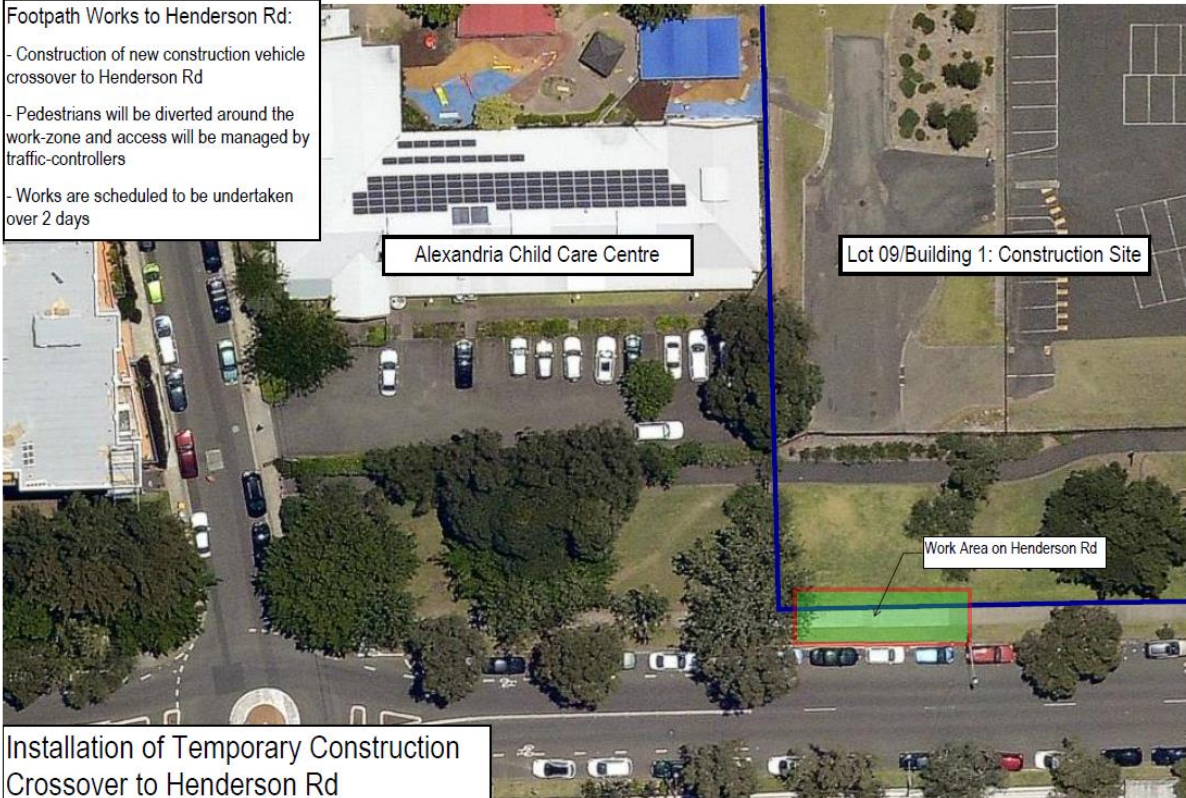 Footpath Works to Henderson Rd:
- Construction of new construction vehicle
crossover to Henderson Rd
- Pedestrians will be diverted around the
work-zone and access will be managed by
traffic-controllers
- Works are scheduled to be undertaken
over 2 days
Alexandria Child Care Centre
Lot 09/Building 1: Construction Site
Work Area on Henderson Rd
Installation of Temporary Construction
Crossover to Henderson Rd